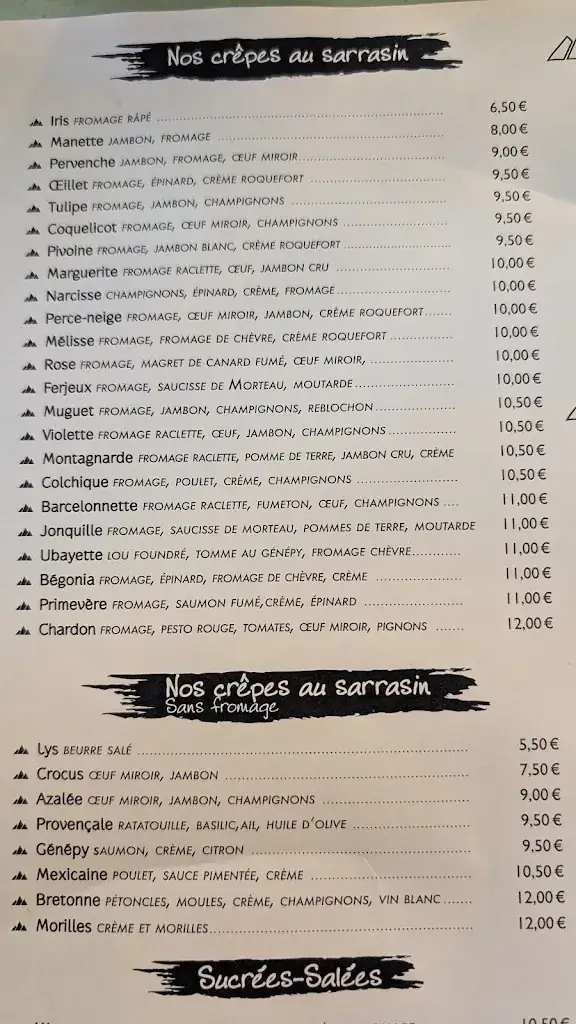 Nos crêpes au sarrasin
Iris FROMAGE RÂPÉ 6,50 €
Manette JAMBON, FROMAGE 8,00 €
Pervenche JAMBON, FROMAGE, ŒUF MIROIR 9,00 €
Œillet FROMAGE, ÉPINARD, CRÈME ROQUEFORT 9,50 €
Tulipe FROMAGE, JAMBON, CHAMPIGNONS 9,50 €
Coquelicot FROMAGE, ŒUF MIROIR, CHAMPIGNONS 9,50 €
Pivoine FROMAGE, JAMBON BLANC, CRÈME ROQUEFORT 9,50 €
Marguerite FROMAGE RACLETTE, ŒUF, JAMBON CRU 10,00 €
Narcisse CHAMPIGNONS, ÉPINARD, CRÈME, FROMAGE 10,00 €
Perce-neige FROMAGE, ŒUF MIROIR, JAMBON, CRÈME ROQUEFORT 10,00 €
Mélisse FROMAGE, FROMAGE DE CHÈVRE, CRÈME ROQUEFORT 10,00 €
Rose FROMAGE, MAGRET DE CANARD FUMÉ, ŒUF MIROIR, 10,00 €
Ferjeux FROMAGE, SAUCISSE DE MORTEAU, MOUTARDE 10,00 €
Muguet FROMAGE, JAMBON, CHAMPIGNONS, REBLOCHON 10,50 €
Violette FROMAGE RACLETTE, ŒUF, JAMBON, CHAMPIGNONS 10,50 €
Montagnarde FROMAGE RACLETTE, POMME DE TERRE, JAMBON CRU, CRÈME 10,50 €
Colchique FROMAGE, POULET, CRÈME, CHAMPIGNONS 10,50 €
Barcelonnette FROMAGE RACLETTE, FUMETON, ŒUF, CHAMPIGNONS 11,00 €
Jonquille FROMAGE, SAUCISSE DE MORTEAU, POMMES DE TERRE, MOUTARDE 11,00 €
Ubayette LOU FOUNDRÉ, TOMME AU GÉNÉPY, FROMAGE CHÈVRE 11,00 €
Bégonia FROMAGE, ÉPINARD, FROMAGE DE CHÈVRE, CRÈME 11,00 €
Primevère FROMAGE, SAUMON FUMÉ,CRÈME, ÉPINARD 11,00 €
Chardon FROMAGE, PESTO ROUGE, TOMATES, ŒUF MIROIR, PIGNONS 12,00 €
Nos crêpes au sarrasin
Sans fromage
Lys BEURRE SALÉ 5,50 €
Crocus ŒUF MIROIR, JAMBON 7,50 €
Azalée ŒUF MIROIR, JAMBON, CHAMPIGNONS 9,00 €
Provençale RATATOUILLE, BASILIC, AIL, HUILE D'OLIVE 9,50 €
Génépy SAUMON, CRÈME, CITRON 9,50 €
Mexicaine POULET, SAUCE PIMENTÉE, CRÈME 10,50 €
Bretonne PÉTONCLES, MOULES, CRÈME, CHAMPIGNONS, VIN BLANC 12,00 €
Morilles CRÈME ET MORILLES 12,00 €
Sucrées-Salées
10,50 €